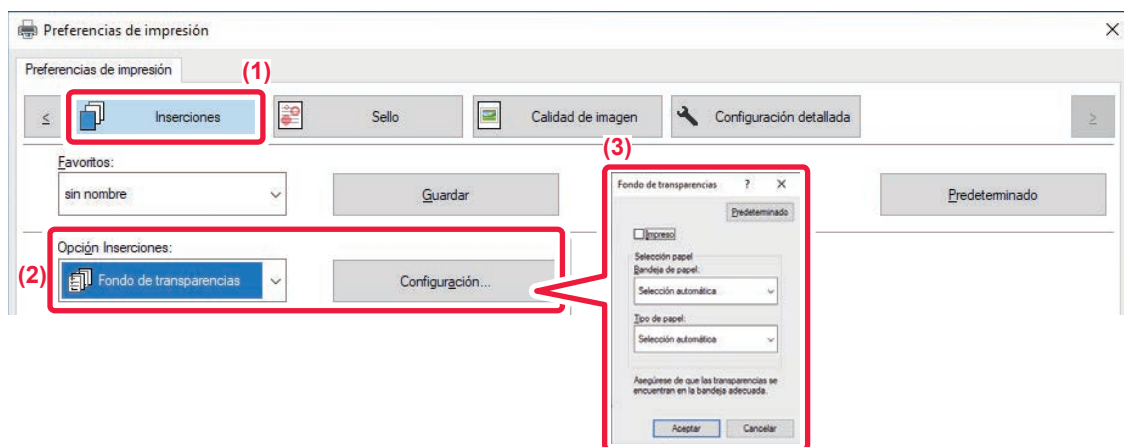 Preferencias de impresión
Preferencias de impresión
(1)
<
Inserciones
Sello
Calidad de imagen
Configuración detallada
>
Favoritos:
sin nombre
Guardar
Predeterminado
(2)
Opción Inserciones:
Fondo de transparencias
Configuración...
(3)
Fondo de transparencias ?
Predeterminado
Impreso
Selección papel
Bandeja de papel:
Selección automática
Tipo de papel:
Selección automática
Asegúrese de que las transparencias se
encuentran en la bandeja adecuada.
Aceptar
Cancelar